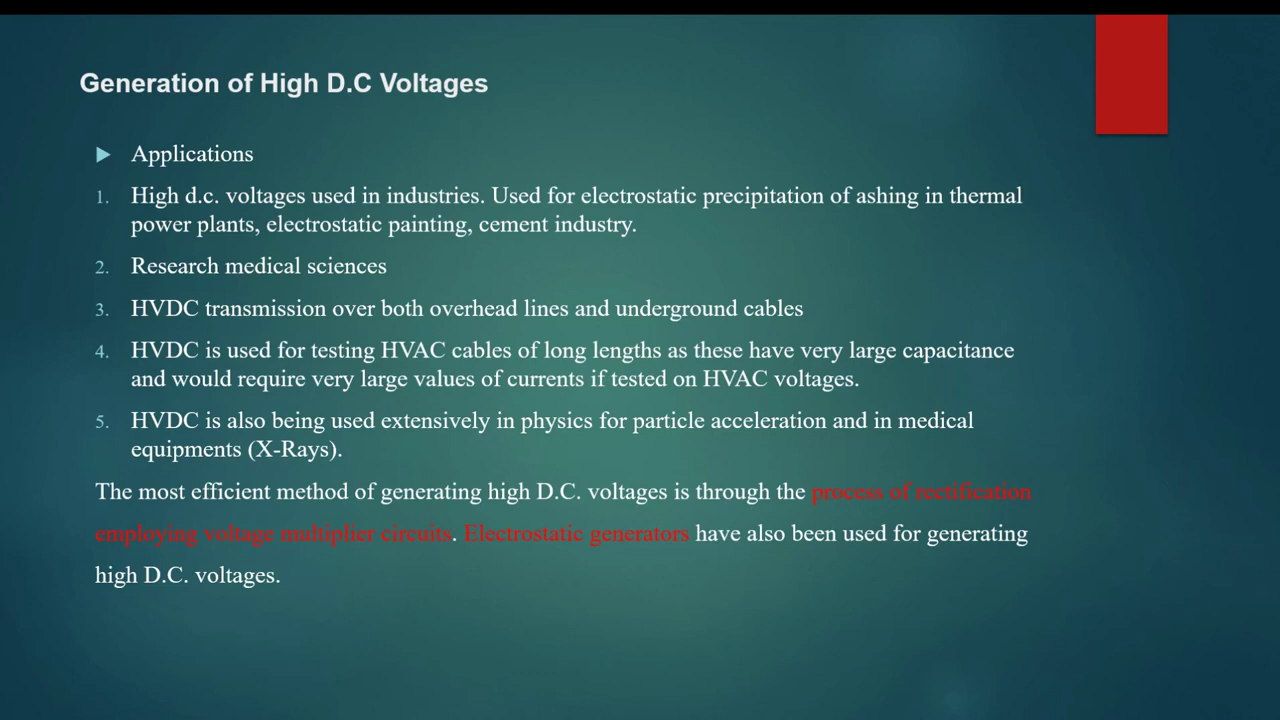 Generation of High D.C Voltages
Applications
1. High d.c. voltages used in industries. Used for electrostatic precipitation of ashing in thermal
power plants, electrostatic painting, cement industry.
2. Research medical sciences
3. HVDC transmission over both overhead lines and underground cables
4. HVDC is used for testing HVAC cables of long lengths as these have very large capacitance
and would require very large values of currents if tested on HVAC voltages.
5. HVDC is also being used extensively in physics for particle acceleration and in medical
equipments (X-Rays).
The most efficient method of generating high D.C. voltages is through the process of rectification
employing voltage multiplier circuits. Electrostatic generators have also been used for generating
high D.C. voltages.